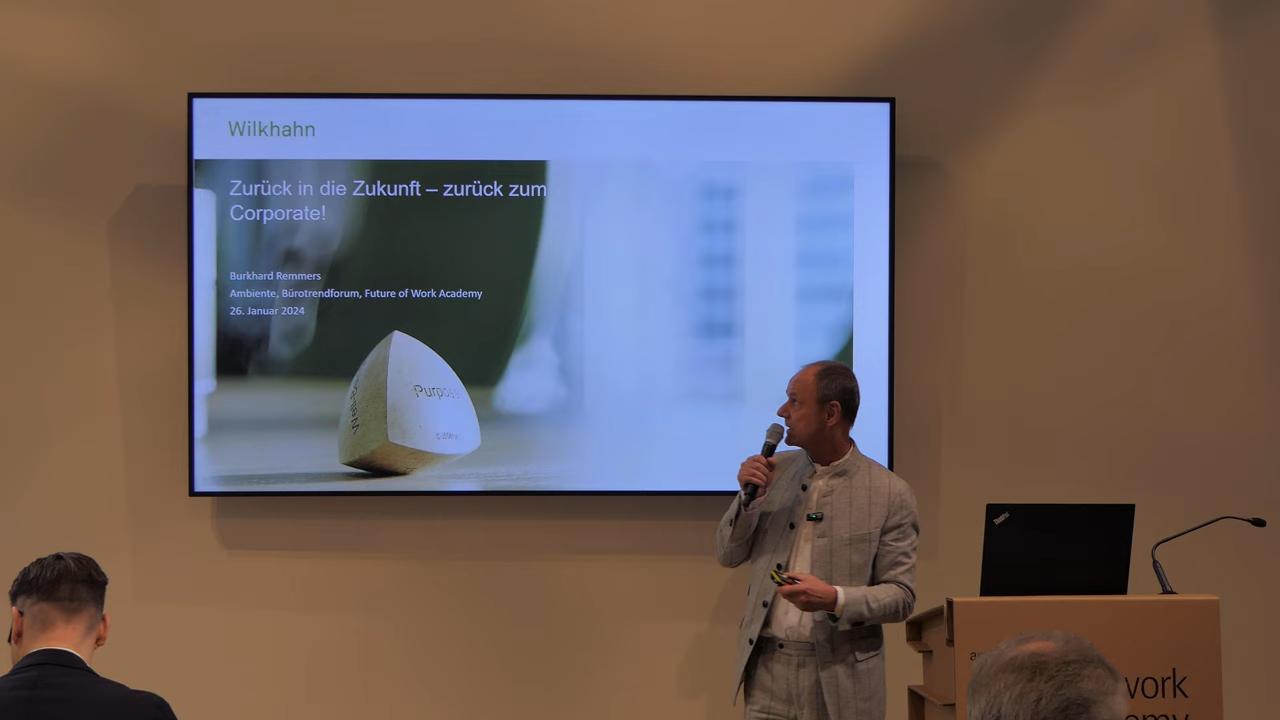 Wilkhahn
Zurück in die Zukunft – zurück zum
Corporate!
Burkhard Remmers
Ambiente, Bürotrendforum, Future of Work Academy
26. Januar 2024
ThinkPad
work